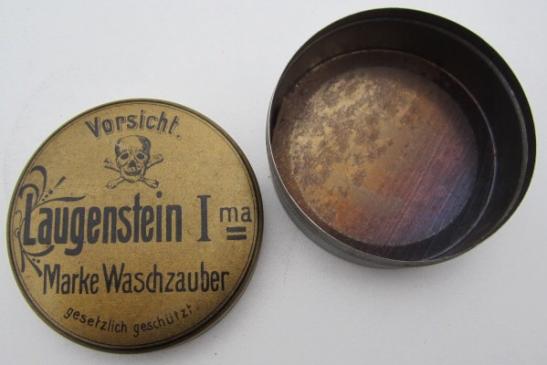 Vorsicht.
Laugenstein Ima
Marke Waschzauber
gesetzlich geschützt.